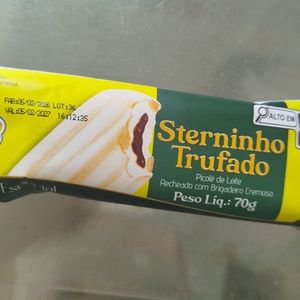 FAB:05/02/2026 LOT:36
VAL:05/02/2027 16:12:35
ALTO EM
Sterninho
Trufado
Picolé de Leite
Recheado com Brigadeiro Cremoso
Peso Liq.: 70g